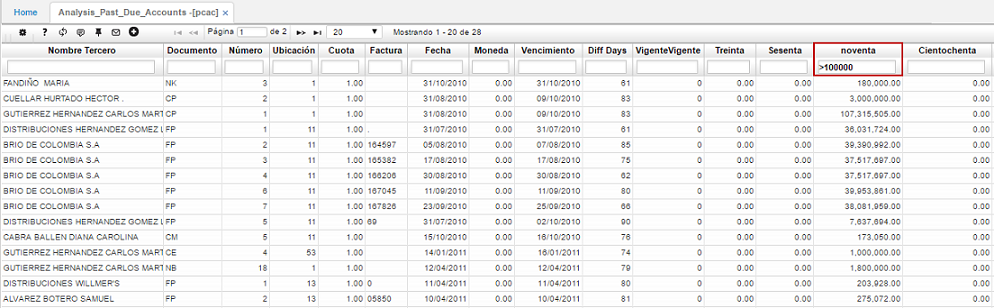 Home Analysis_Past_Due_Accounts -[pcac] ×
Página 1 de 2 20 Mostrando 1 - 20 de 28
Nombre Tercero Documento Número Ubicación Cuota Factura Fecha Moneda Vencimiento Diff Days VigenteVigente Treinta Sesenta noventa Cientochenta
>100000
FANDIÑO MARIA NK 3 1 1.00 31/10/2010 0.00 31/10/2010 61 0 0.00 0.00 180,000.00 0.00
CUELLAR HURTADO HECTOR . CP 2 1 1.00 31/08/2010 0.00 09/10/2010 83 0 0.00 0.00 3,000,000.00 0.00
GUTIERREZ HERNANDEZ CARLOS MART CP 1 1 1.00 31/08/2010 0.00 09/10/2010 83 0 0.00 0.00 107,315,505.00 0.00
DISTRIBUCIONES HERNANDEZ GOMEZ L FP 1 11 1.00 . 31/07/2010 0.00 31/07/2010 61 0 0.00 0.00 36,031,724.00 0.00
BRIO DE COLOMBIA S.A FP 2 11 1.00 164597 05/08/2010 0.00 07/08/2010 85 0 0.00 0.00 39,390,992.00 0.00
BRIO DE COLOMBIA S.A FP 3 11 1.00 165382 17/08/2010 0.00 17/08/2010 75 0 0.00 0.00 37,517,697.00 0.00
BRIO DE COLOMBIA S.A FP 4 11 1.00 166206 30/08/2010 0.00 30/08/2010 62 0 0.00 0.00 37,517,697.00 0.00
BRIO DE COLOMBIA S.A FP 6 11 1.00 167045 11/09/2010 0.00 11/09/2010 80 0 0.00 0.00 39,953,861.00 0.00
BRIO DE COLOMBIA S.A FP 7 11 1.00 167826 23/09/2010 0.00 25/09/2010 66 0 0.00 0.00 38,081,959.00 0.00
DISTRIBUCIONES HERNANDEZ GOMEZ L FP 5 11 1.00 69 31/07/2010 0.00 02/10/2010 90 0 0.00 0.00 7,637,694.00 0.00
CABRA BALLEN DIANA CAROLINA CM 5 11 1.00 15/10/2010 0.00 16/10/2010 76 0 0.00 0.00 173,050.00 0.00
GUTIERREZ HERNANDEZ CARLOS MART CE 4 53 1.00 14/01/2011 0.00 16/01/2011 74 0 0.00 0.00 1,000,000.00 0.00
GUTIERREZ HERNANDEZ CARLOS MART NB 18 1 1.00 12/04/2011 0.00 12/04/2011 79 0 0.00 0.00 1,800,000.00 0.00
DISTRIBUCIONES WILLMER'S FP 1 13 1.00 0 11/04/2011 0.00 11/04/2011 80 0 0.00 0.00 203,928.00 0.00
ALVAREZ BOTERO SAMUEL FP 2 13 1.00 05850 10/04/2011 0.00 10/04/2011 81 0 0.00 0.00 275,072.00 0.00